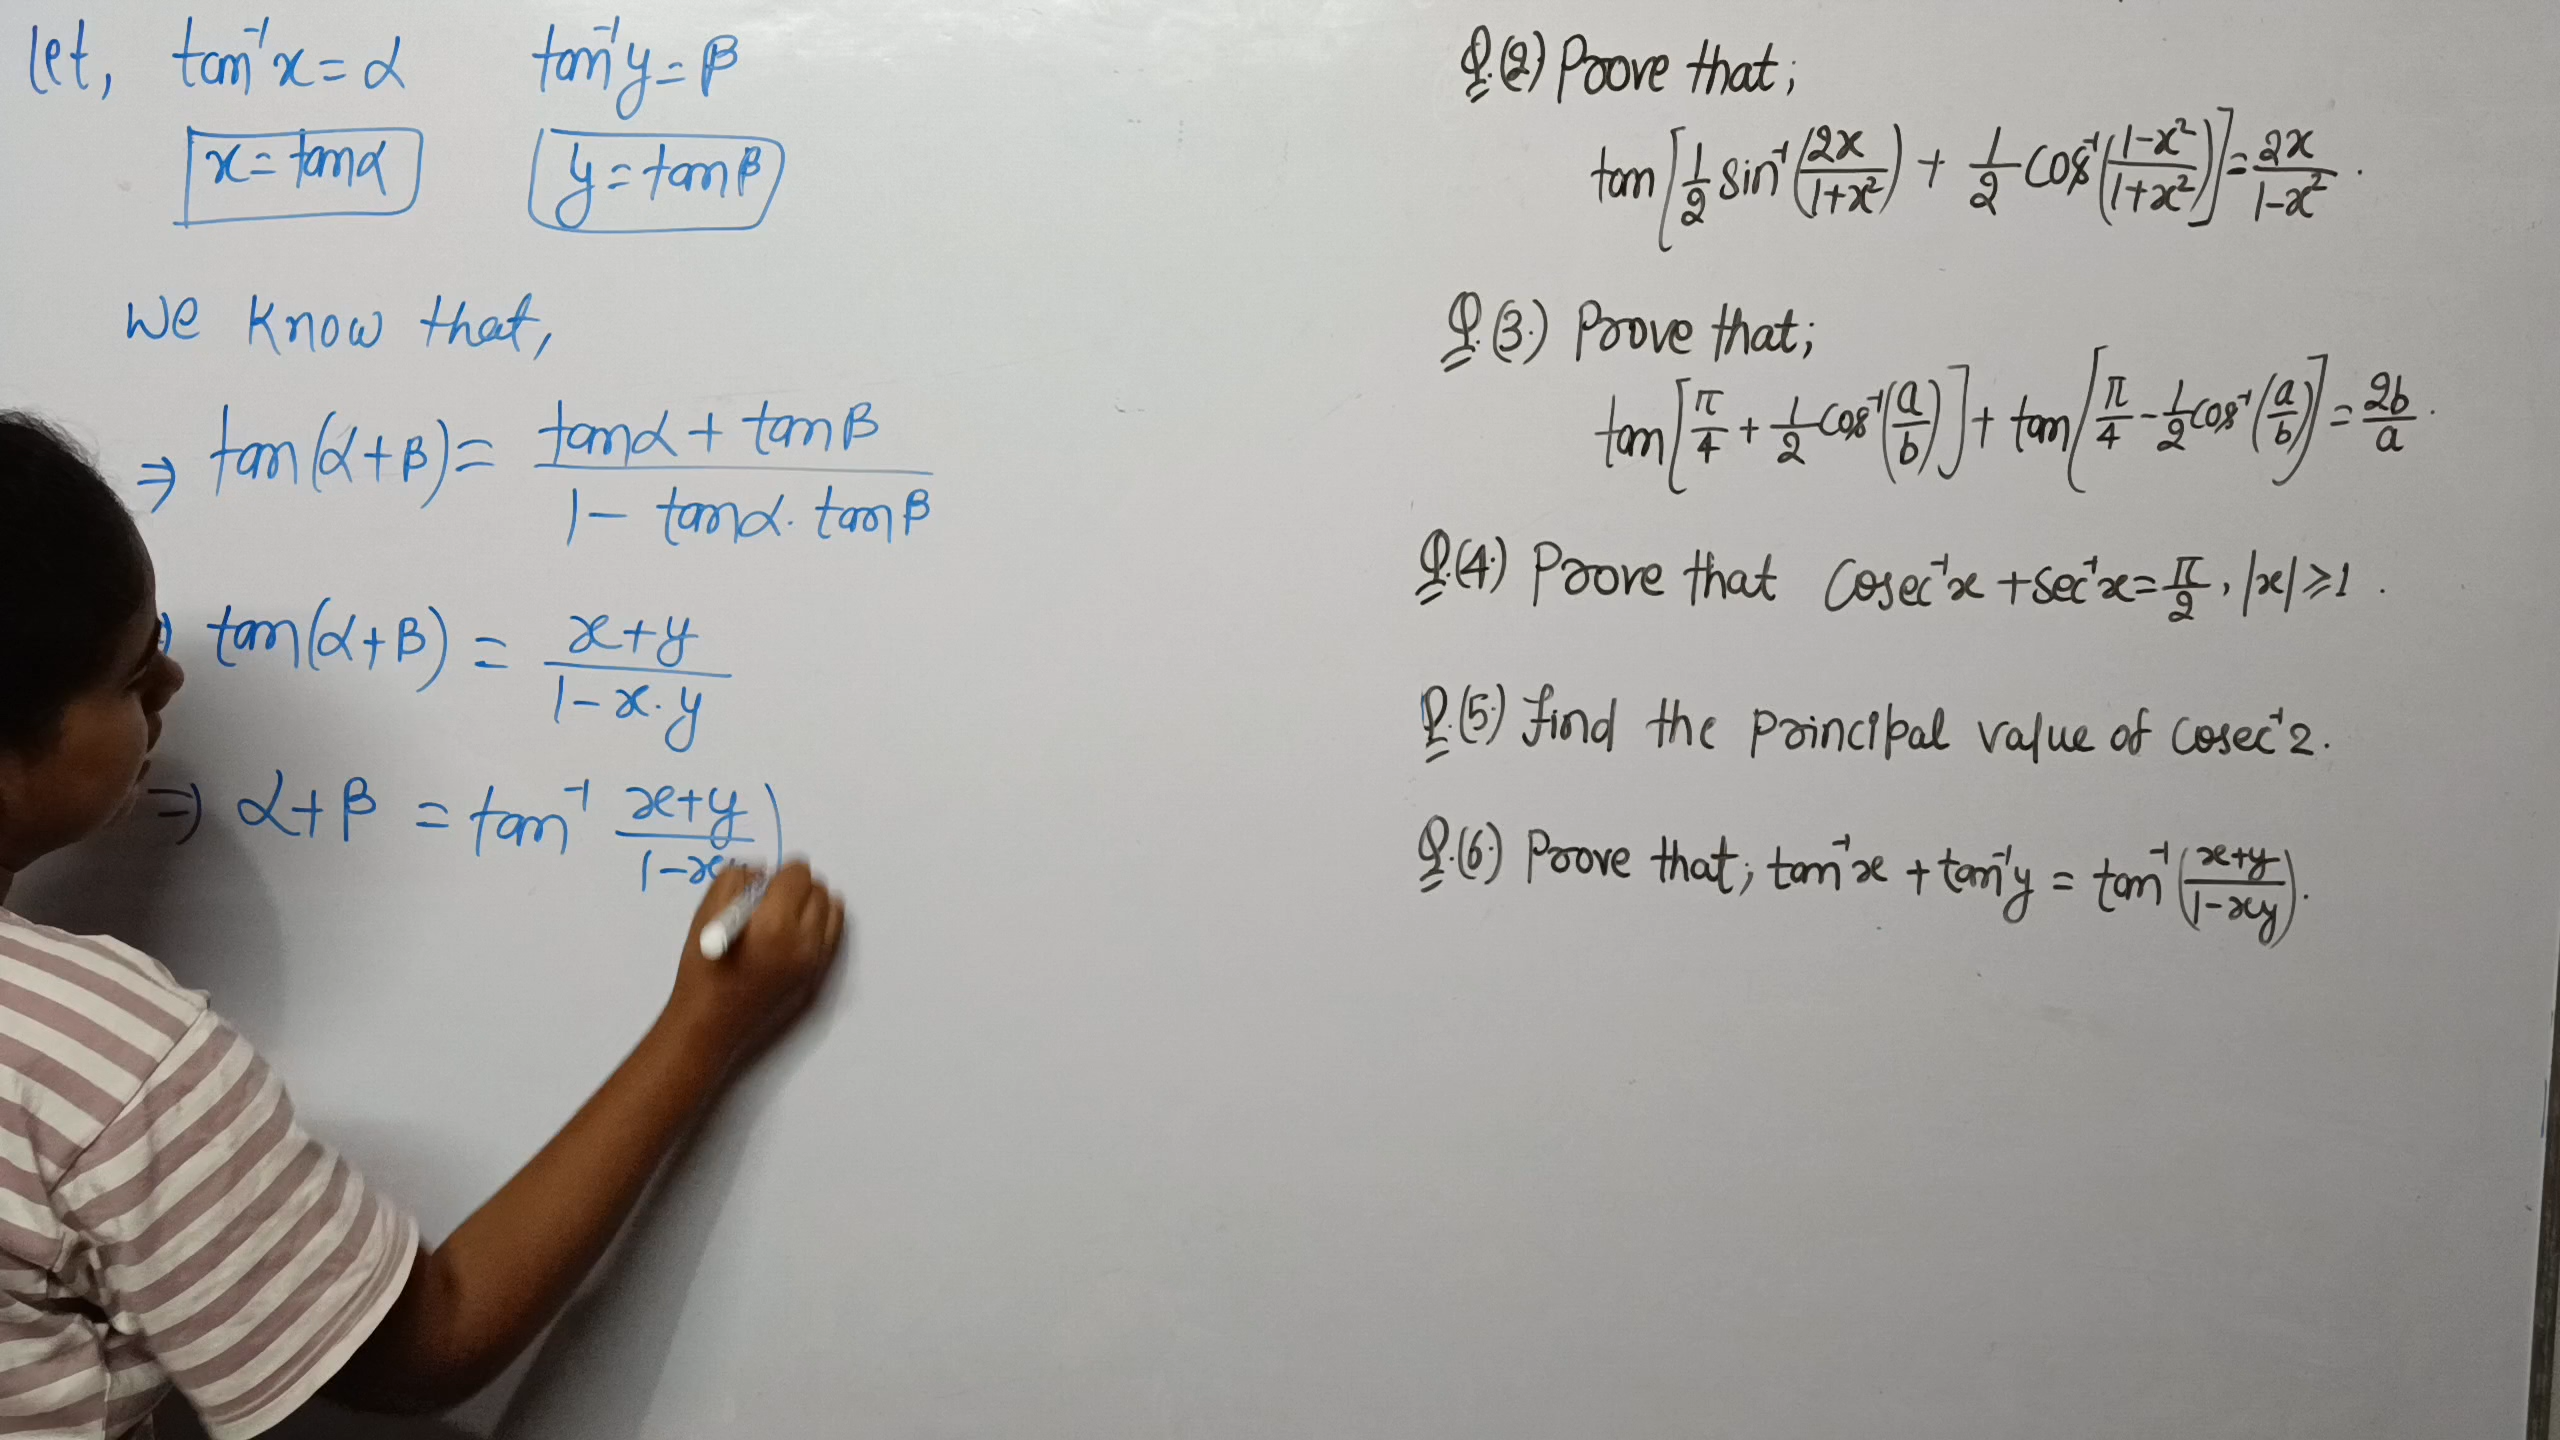 Let, tan⁻¹x = α tan⁻¹y = β
x = tanα y = tanβ
We know that,
⇒ tan(α+β) = (tanα + tanβ)/(1 - tanα. tanβ)
⇒ tan(α+β) = (x+y)/(1-x.y)
⇒ α+β = tan⁻¹ (x+y)/(1-xy)
Q.(2) Prove that;
tan[1/2 sin⁻¹(2x/(1+x²)) + 1/2 cos⁻¹((1-x²)/(1+x²))] = 2x/(1-x²).
Q.(3.) Prove that;
tan[π/4 + 1/2 cos⁻¹(a/b)] + tan[π/4 - 1/2 cos⁻¹(a/b)] = 2b/a.
Q.(4.) Prove that cosec⁻¹x + sec⁻¹x = π/2, |x| ≥ 1.
Q.(5.) find the principal value of cosec⁻¹2.
Q.(6.) Prove that; tan⁻¹x + tan⁻¹y = tan⁻¹((x+y)/(1-xy)).